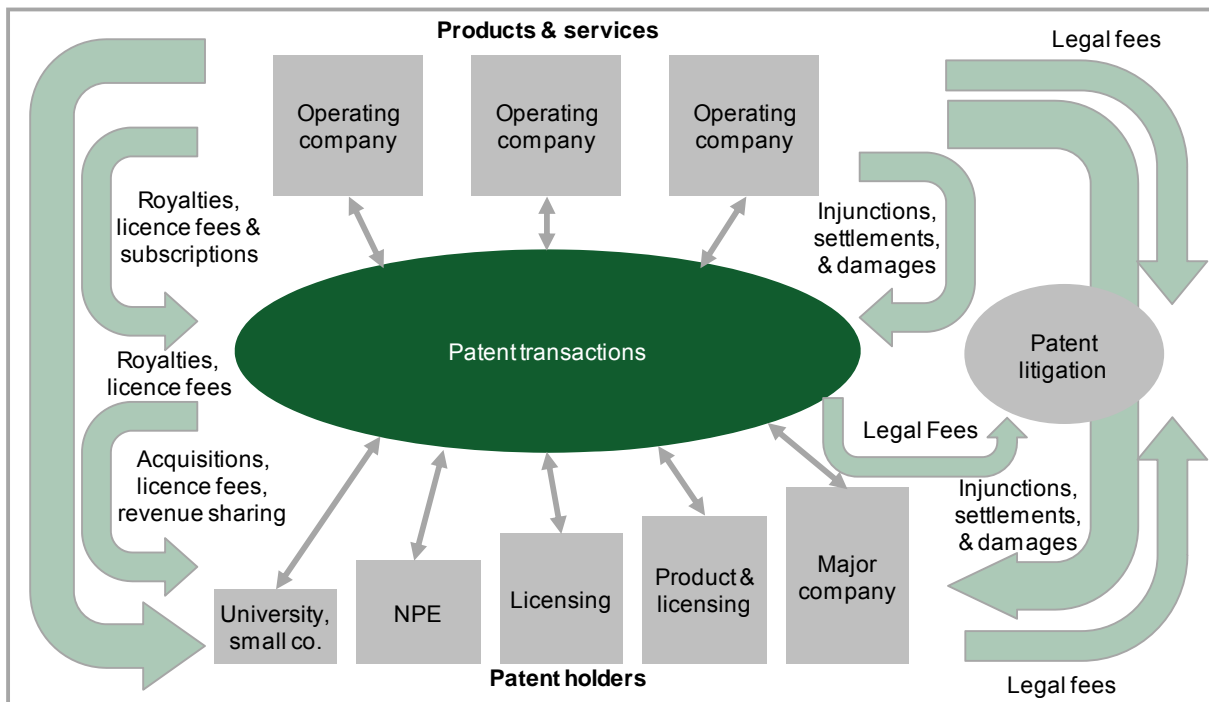 Products & services
Legal fees
Operating
company
Operating
company
Operating
company
Royalties,
licence fees &
subscriptions
Injunctions,
settlements,
& damages
Patent transactions
Patent
litigation
Royalties,
licence fees
Legal Fees
Acquisitions,
licence fees,
revenue sharing
Injunctions,
settlements,
& damages
University,
small co.
NPE
Licensing
Product &
licensing
Major
company
Patent holders
Legal fees